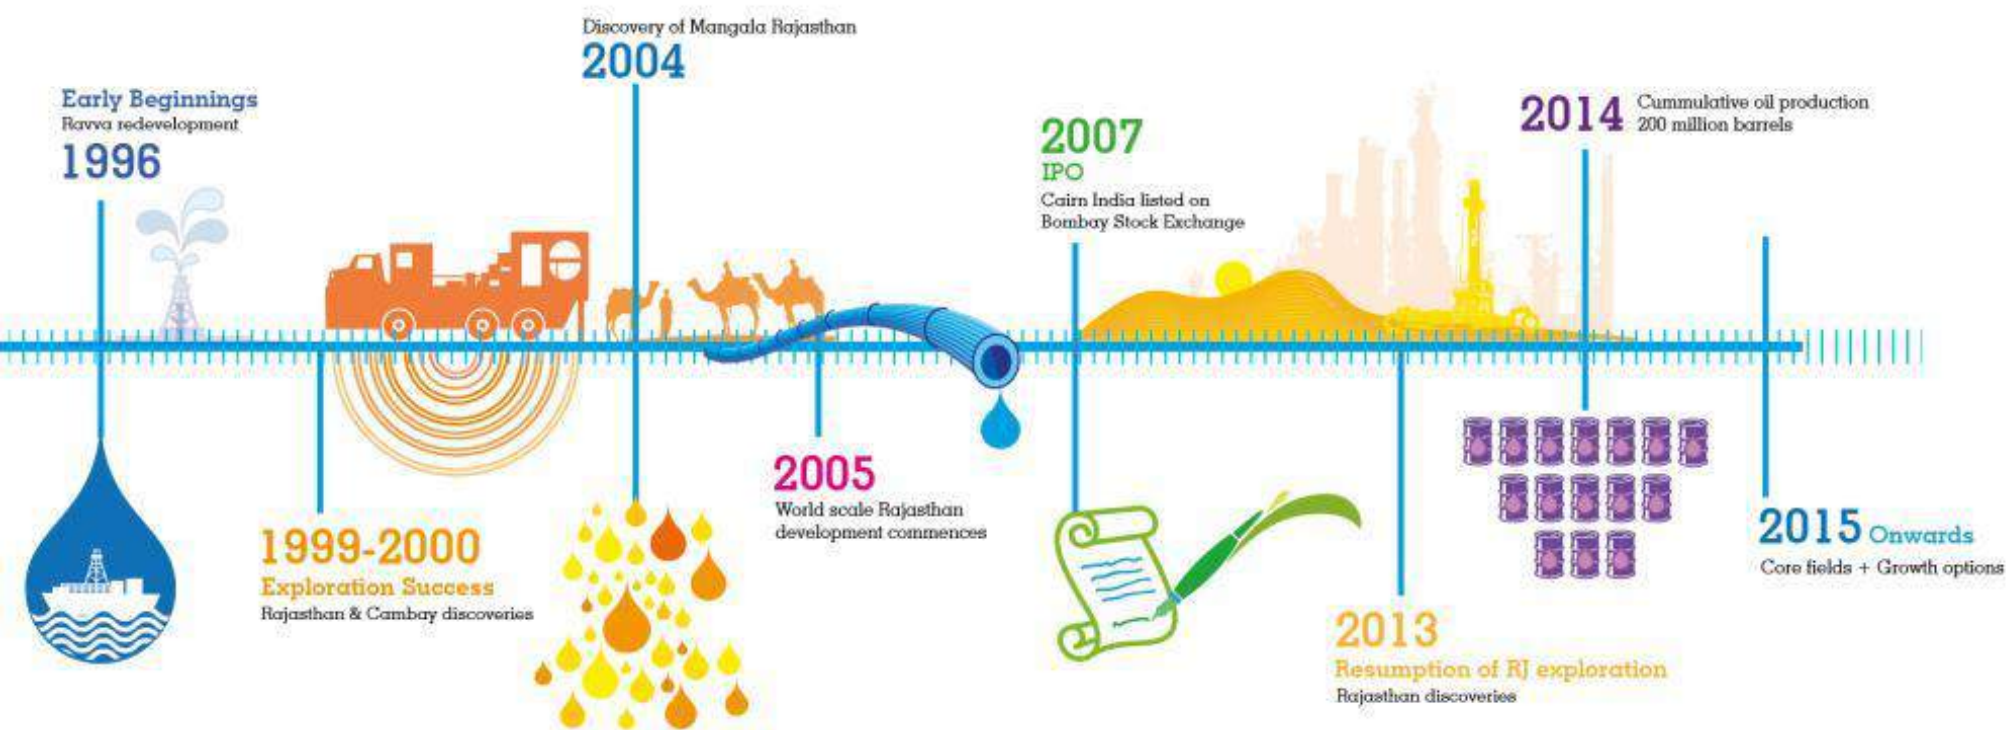 Early Beginnings
Ravva redevelopment
1996
1999-2000
Exploration Success
Rajasthan & Cambay discoveries
Discovery of Mangala Rajasthan
2004
2005
World scale Rajasthan
development commences
2007
IPO
Cairn India listed on
Bombay Stock Exchange
2013
Resumption of RJ exploration
Rajasthan discoveries
2014
Cummulative oil production
200 million barrels
2015 Onwards
Core fields + Growth options